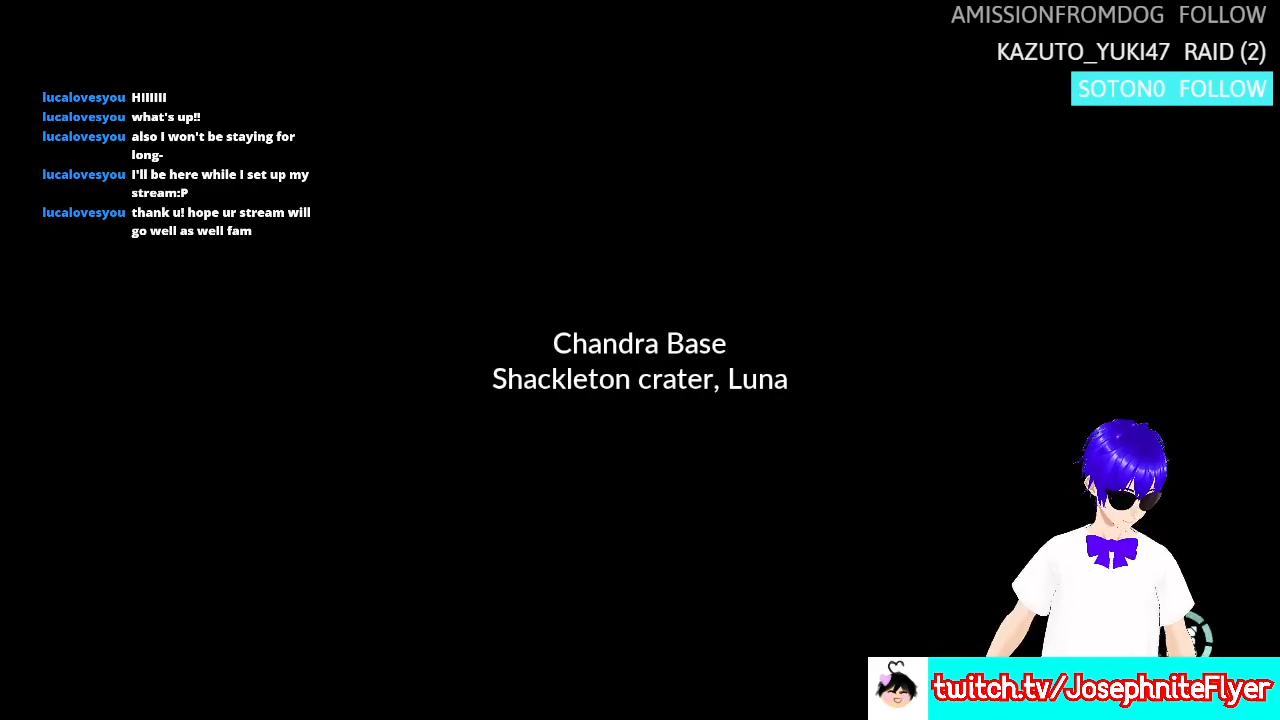 AMISSIONFROMDOG FOLLOW
KAZUTO_YUKI47 RAID (2)
SOTON0 FOLLOW
lucalovesyou HIIIIII
lucalovesyou what's up!!
lucalovesyou also I won't be staying for
long-
lucalovesyou I'll be here while I set up my
stream:P
lucalovesyou thank u! hope ur stream will
go well as well fam
Chandra Base
Shackleton crater, Luna
twitch.tv/JosephniteFlyer